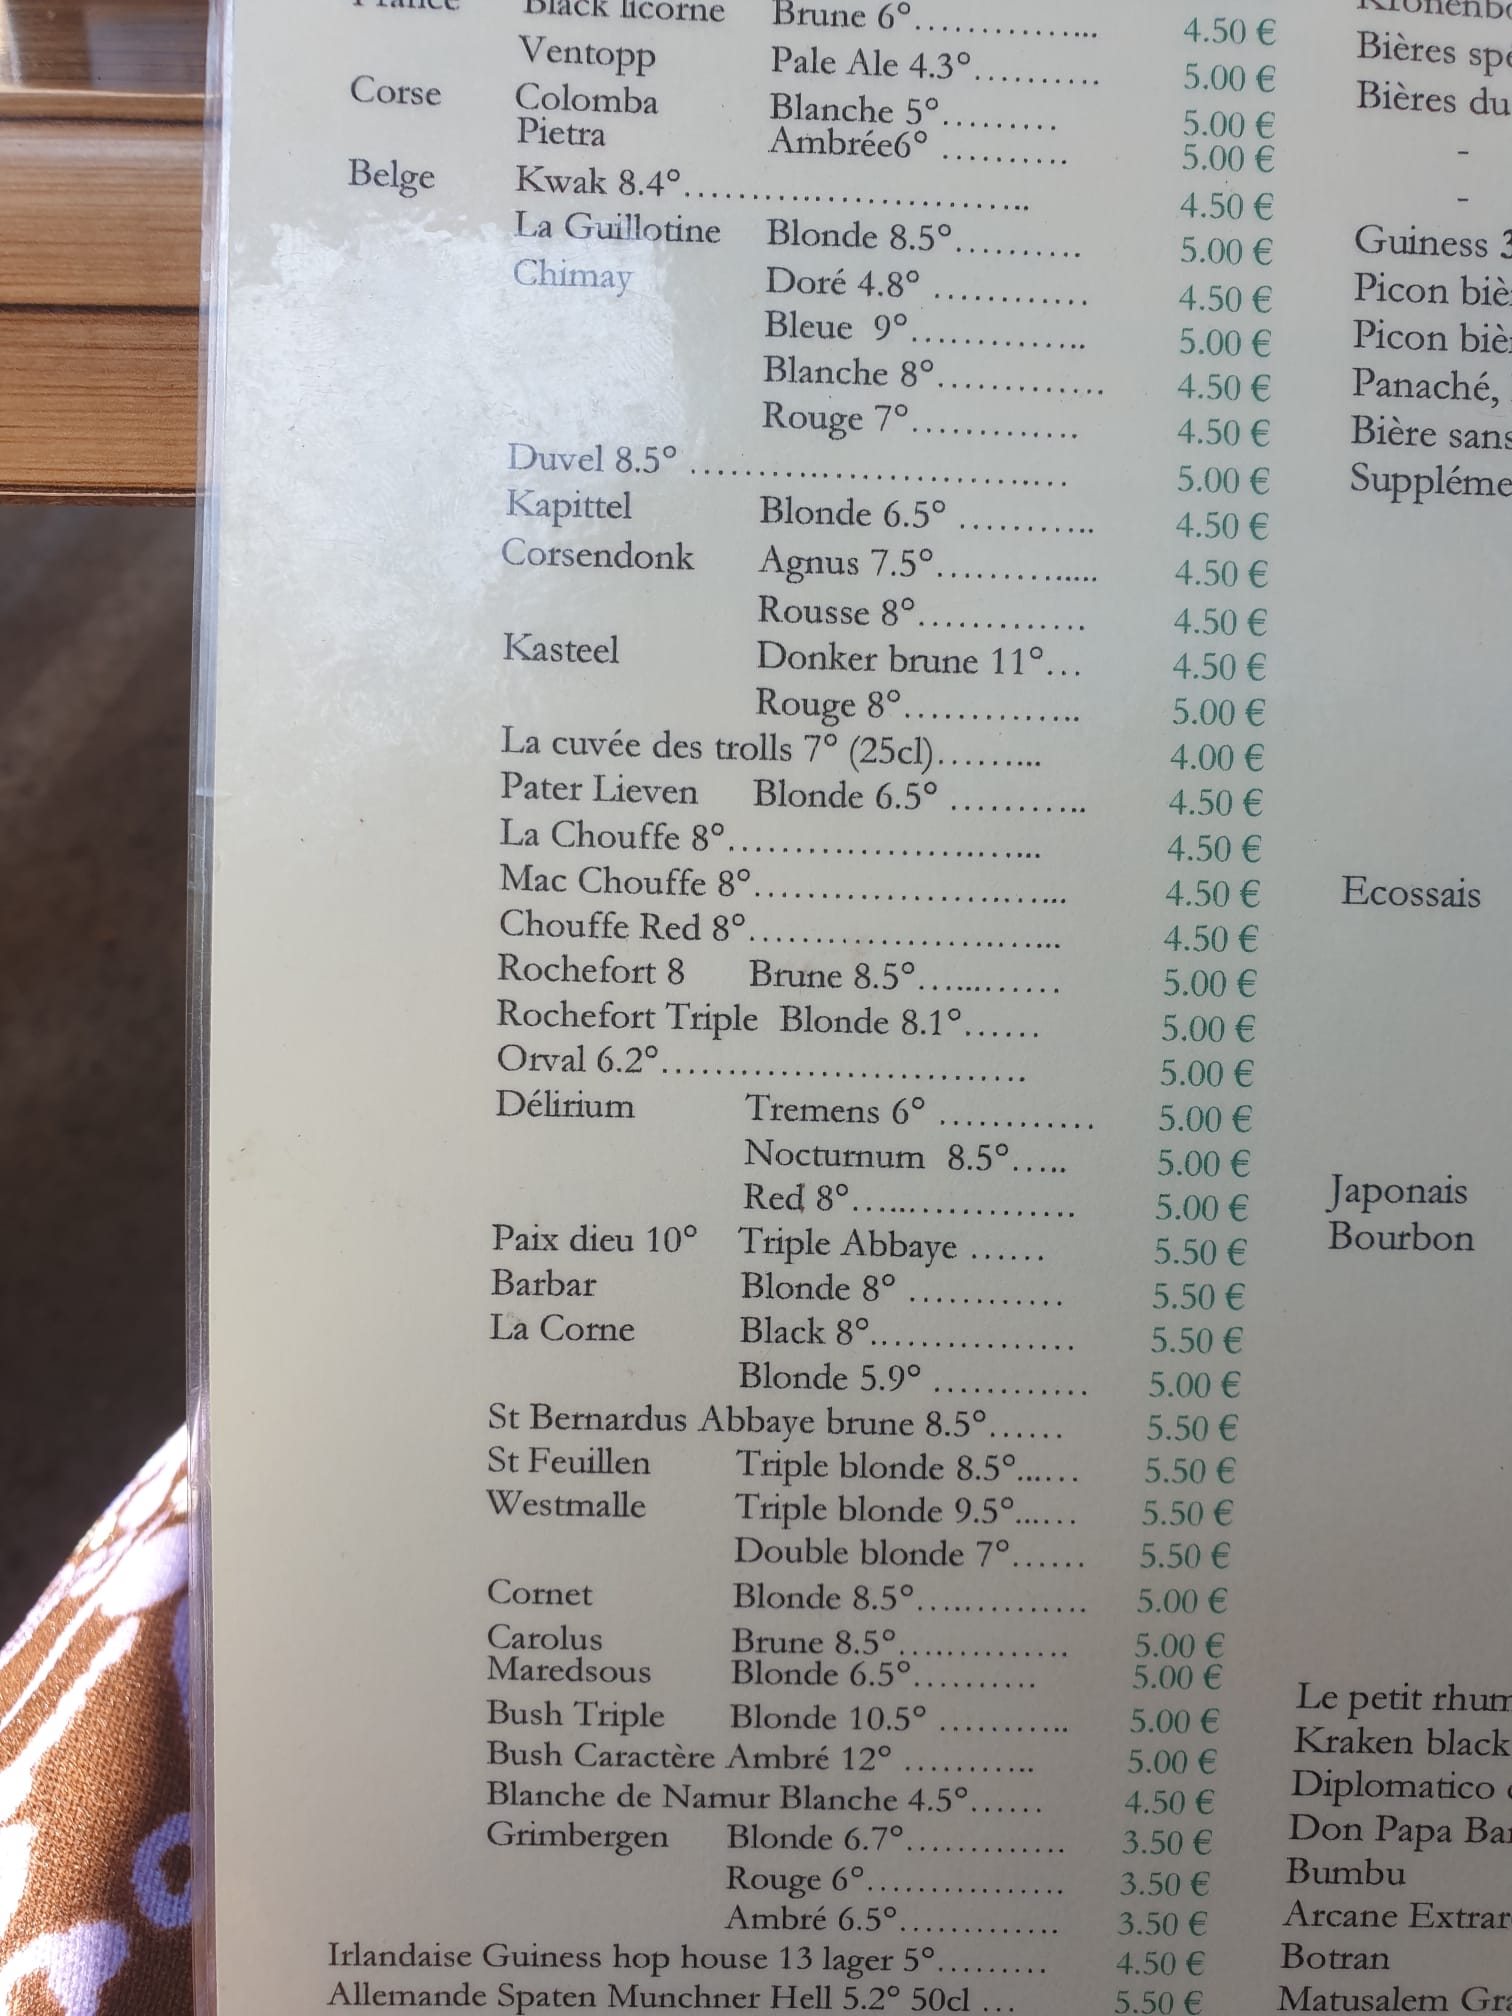 Black licorne Brune 6°............... 4.50 €
Ventopp Pale Ale 4.3°.......... 5.00 €
Corse Colomba Blanche 5°......... 5.00 €
Pietra Ambrée6° .......... 5.00 €
Belge Kwak 8.4°.......................... 4.50 €
La Guillotine Blonde 8.5°.......... 5.00 €
Chimay Doré 4.8° ............ 4.50 €
Bleue 9°.............. 5.00 €
Blanche 8°............. 4.50 €
Rouge 7°............. 4.50 €
Duvel 8.5° ............................. 5.00 €
Kapittel Blonde 6.5° ........... 4.50 €
Corsendonk Agnus 7.5°............. 4.50 €
Rousse 8°............. 4.50 €
Kasteel Donker brune 11°... 4.50 €
Rouge 8°.............. 5.00 €
La cuvée des trolls 7° (25cl)......... 4.00 €
Pater Lieven Blonde 6.5° ........... 4.50 €
La Chouffe 8°........................ 4.50 €
Mac Chouffe 8°........................ 4.50 €
Chouffe Red 8°........................ 4.50 €
Rochefort 8 Brune 8.5°............ 5.00 €
Rochefort Triple Blonde 8.1°...... 5.00 €
Orval 6.2°............................ 5.00 €
Délirium Tremens 6° ............ 5.00 €
Nocturnum 8.5°..... 5.00 €
Red 8°.................. 5.00 €
Paix dieu 10° Triple Abbaye ...... 5.50 €
Barbar Blonde 8° ............ 5.50 €
La Corne Black 8°................ 5.50 €
Blonde 5.9° ............ 5.00 €
St Bernardus Abbaye brune 8.5°...... 5.50 €
St Feuillen Triple blonde 8.5°...... 5.50 €
Westmalle Triple blonde 9.5°...... 5.50 €
Double blonde 7°...... 5.50 €
Cornet Blonde 8.5°.............. 5.00 €
Carolus Brune 8.5°.............. 5.00 €
Maredsous Blonde 6.5°.......... 5.00 €
Bush Triple Blonde 10.5° ........... 5.00 €
Bush Caractère Ambré 12° ........... 5.00 €
Blanche de Namur Blanche 4.5°...... 4.50 €
Grimbergen Blonde 6.7°............. 3.50 €
Rouge 6°................ 3.50 €
Ambré 6.5°............. 3.50 €
Irlandaise Guiness hop house 13 lager 5°......... 4.50 €
Allemande Spaten Munchner Hell 5.2° 50cl ... 5.50 €
Bières
Bières du
-
-
Guiness
Picon
Picon
Panaché,
Bière
Ecossais
Japonais
Bourbon
Le petit
Kraken black
Diplomatico
Don Papa
Bumbu
Arcane
Botran
Matusalem